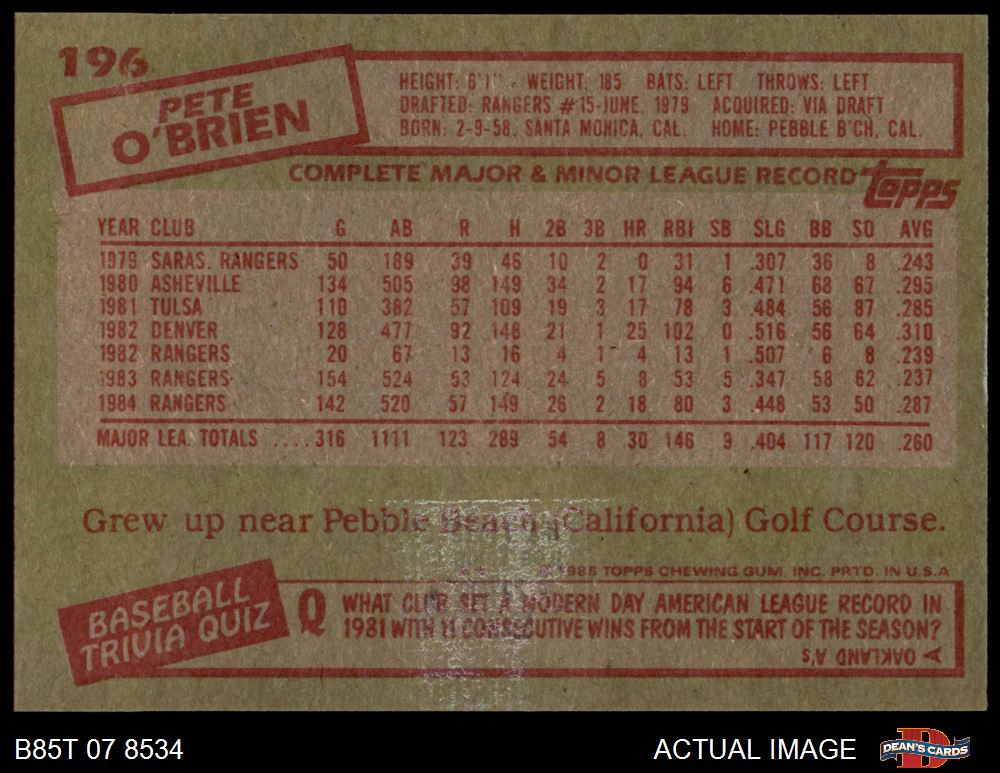 196
PETE
O'BRIEN
HEIGHT: 6'1" WEIGHT: 185 BATS: LEFT THROWS: LEFT
DRAFTED: RANGERS #15-JUNE, 1979 ACQUIRED: VIA DRAFT
BORN: 2-9-58, SANTA MONICA, CAL. HOME: PEBBLE B'CH, CAL.
COMPLETE MAJOR & MINOR LEAGUE RECORD topps
YEAR CLUB G AB R H 2B 3B HR RBI SB SLG BB SO AVG
1979 SARAS. RANGERS 50 189 39 46 10 2 0 31 1 .307 36 8 .243
1980 ASHEVILLE 134 505 98 149 34 2 17 94 6 .471 68 67 .295
1981 TULSA 110 382 57 109 19 3 17 78 3 .484 56 87 .285
1982 DENVER 128 477 92 148 21 1 25 102 0 .516 56 64 .310
1982 RANGERS 20 67 13 16 4 1 4 13 1 .507 6 8 .239
1983 RANGERS 154 524 53 124 24 5 8 53 5 .347 58 62 .237
1984 RANGERS 142 520 57 149 26 2 18 80 3 .448 53 50 .287
MAJOR LEA. TOTALS ....316 1111 123 289 54 8 30 146 9 .404 117 120 .260
Grew up near Pebble Beach (California) Golf Course.
© 1985 TOPPS CHEWING GUM, INC. PRTD. IN U.S.A
BASEBALL
TRIVIA QUIZ
Q WHAT CLUB SET A MODERN DAY AMERICAN LEAGUE RECORD IN
1981 WITH 11 CONSECUTIVE WINS FROM THE START OF THE SEASON?
A OAKLAND A's
B85T 07 8534
ACTUAL IMAGE
D
DEAN'S CARDS